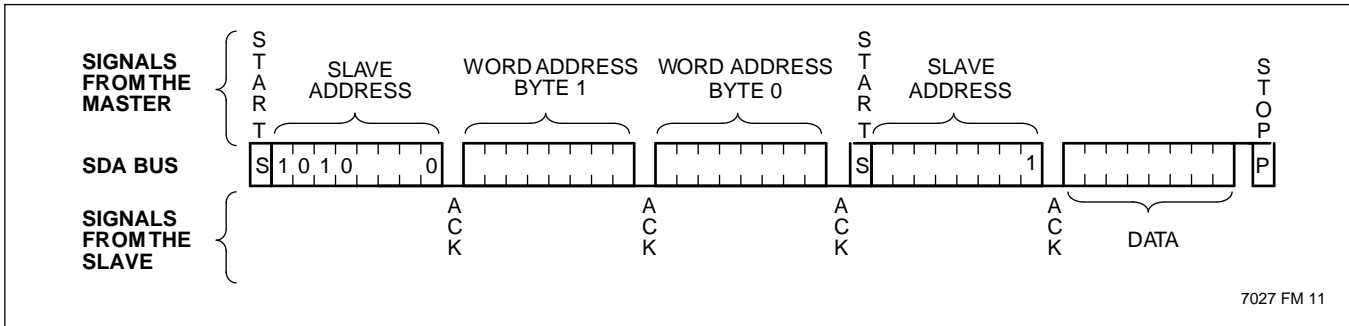 START
SIGNALS FROM THE MASTER
SLAVE ADDRESS
WORD ADDRESS BYTE 1
WORD ADDRESS BYTE 0
START
SLAVE ADDRESS
STOP
SDA BUS
S 1 0 1 0 0
S 1
P
SIGNALS FROM THE SLAVE
ACK
ACK
ACK
ACK
DATA
7027 FM 11